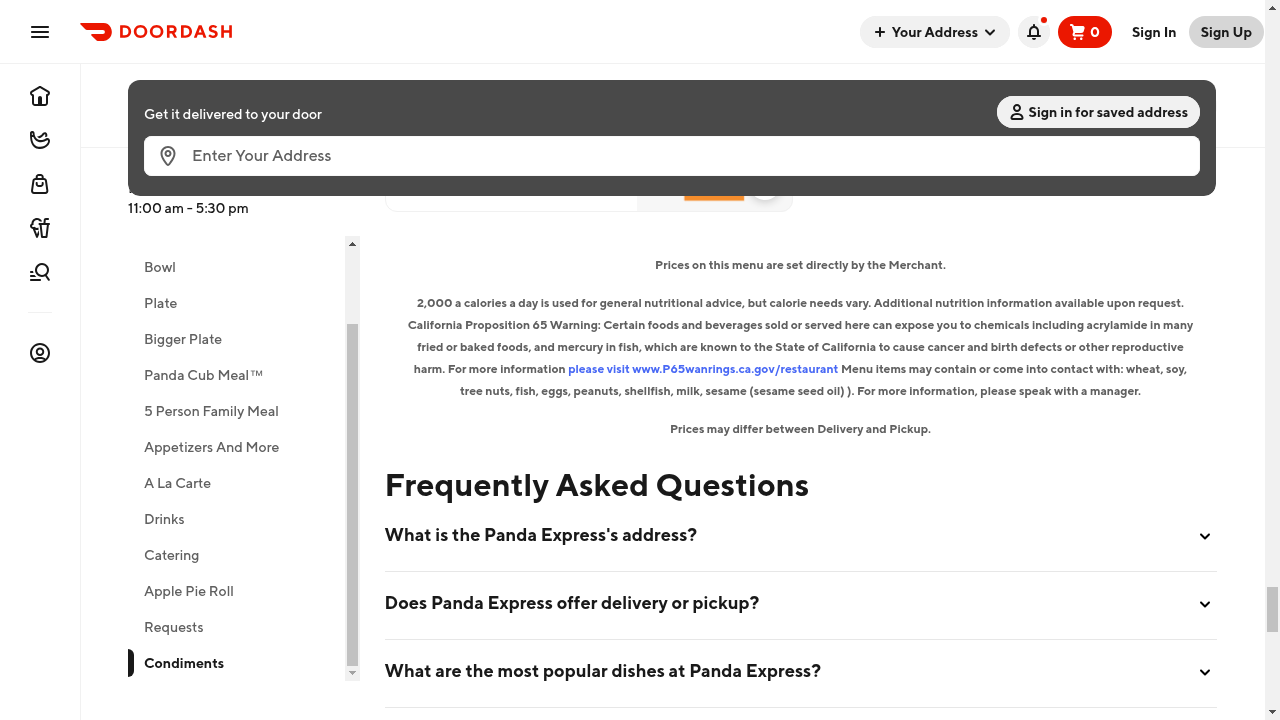 DOORDASH
Your Address
0
Sign In
Sign Up
Get it delivered to your door
Sign in for saved address
Enter Your Address
11:00 am - 5:30 pm
Bowl
Plate
Bigger Plate
Panda Cub Meal™
5 Person Family Meal
Appetizers And More
A La Carte
Drinks
Catering
Apple Pie Roll
Requests
Condiments
Prices on this menu are set directly by the Merchant.
2,000 a calories a day is used for general nutritional advice, but calorie needs vary. Additional nutrition information available upon request.
California Proposition 65 Warning: Certain foods and beverages sold or served here can expose you to chemicals including acrylamide in many
fried or baked foods, and mercury in fish, which are known to the State of California to cause cancer and birth defects or other reproductive
harm. For more information please visit www.P65wanrings.ca.gov/restaurant Menu items may contain or come into contact with: wheat, soy,
tree nuts, fish, eggs, peanuts, shellfish, milk, sesame (sesame seed oil) ). For more information, please speak with a manager.
Prices may differ between Delivery and Pickup.
Frequently Asked Questions
What is the Panda Express's address?
Does Panda Express offer delivery or pickup?
What are the most popular dishes at Panda Express?